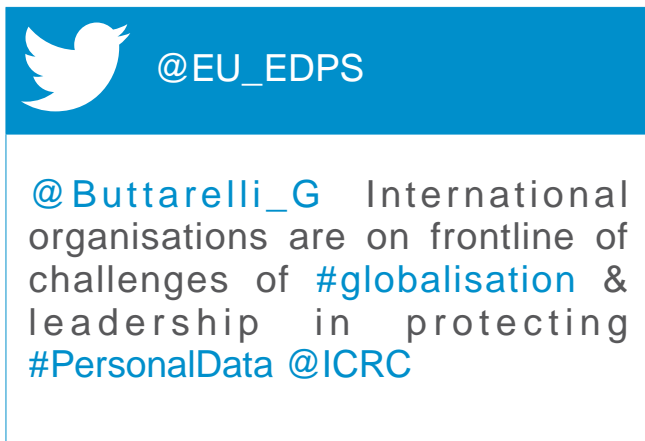 @EU_EDPS
@Buttarelli_G International
organisations are on frontline of
challenges of #globalisation &
leadership in protecting
#PersonalData @ICRC